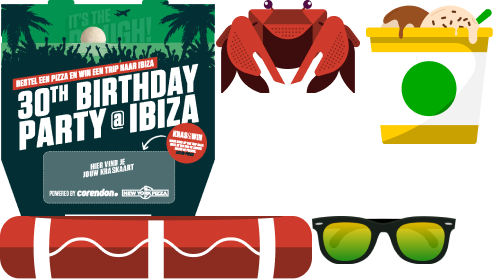 IT'S THE
BESTEL EEN PIZZA EN WIN EEN TRIP NAAR IBIZA
30TH BIRTHDAY
PARTY @ IBIZA
KRAS&WIN
HIER VIND JE
JOUW KRASKAART
POWERED BY corendon NEW YORK PIZZA